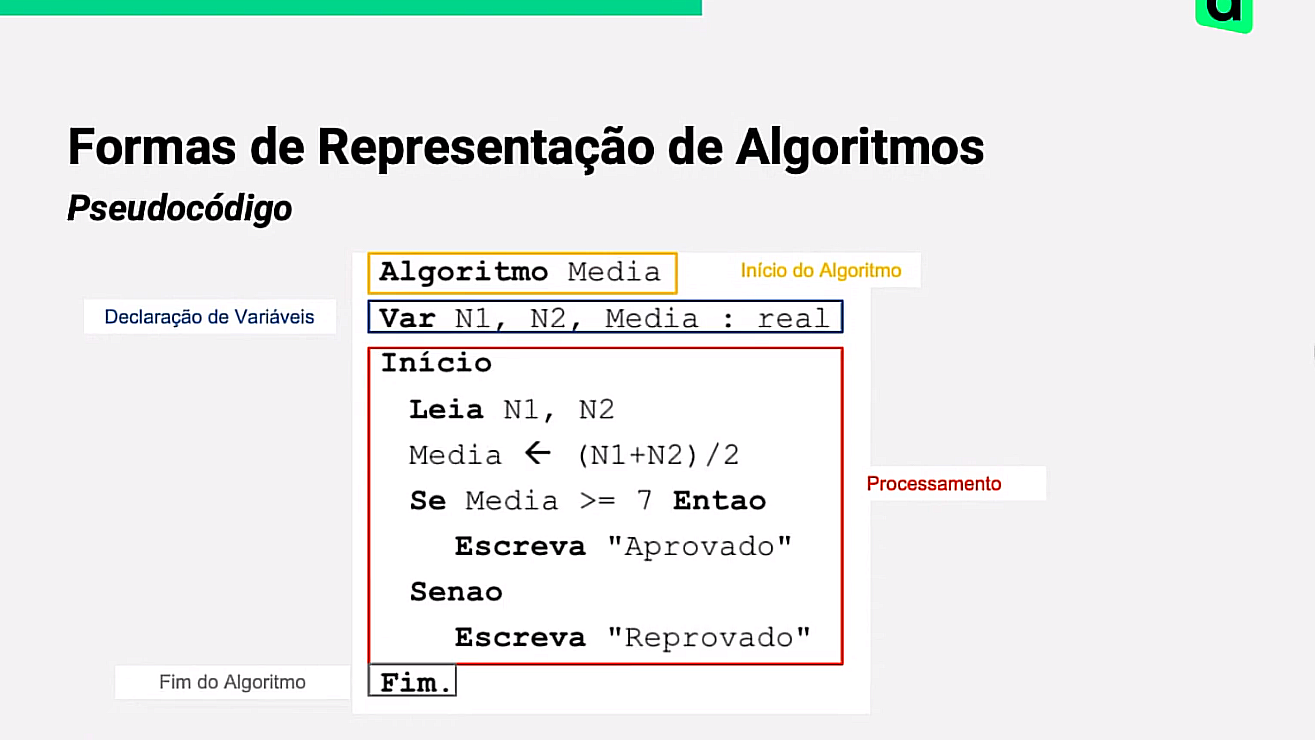 d
Formas de Representação de Algoritmos
Pseudocódigo
Algoritmo Media
Início do Algoritmo
Declaração de Variáveis
Var N1, N2, Media : real
Início
Leia N1, N2
Media ← (N1+N2)/2
Se Media >= 7 Entao
Processamento
Escreva "Aprovado"
Senao
Escreva "Reprovado"
Fim do Algoritmo
Fim.